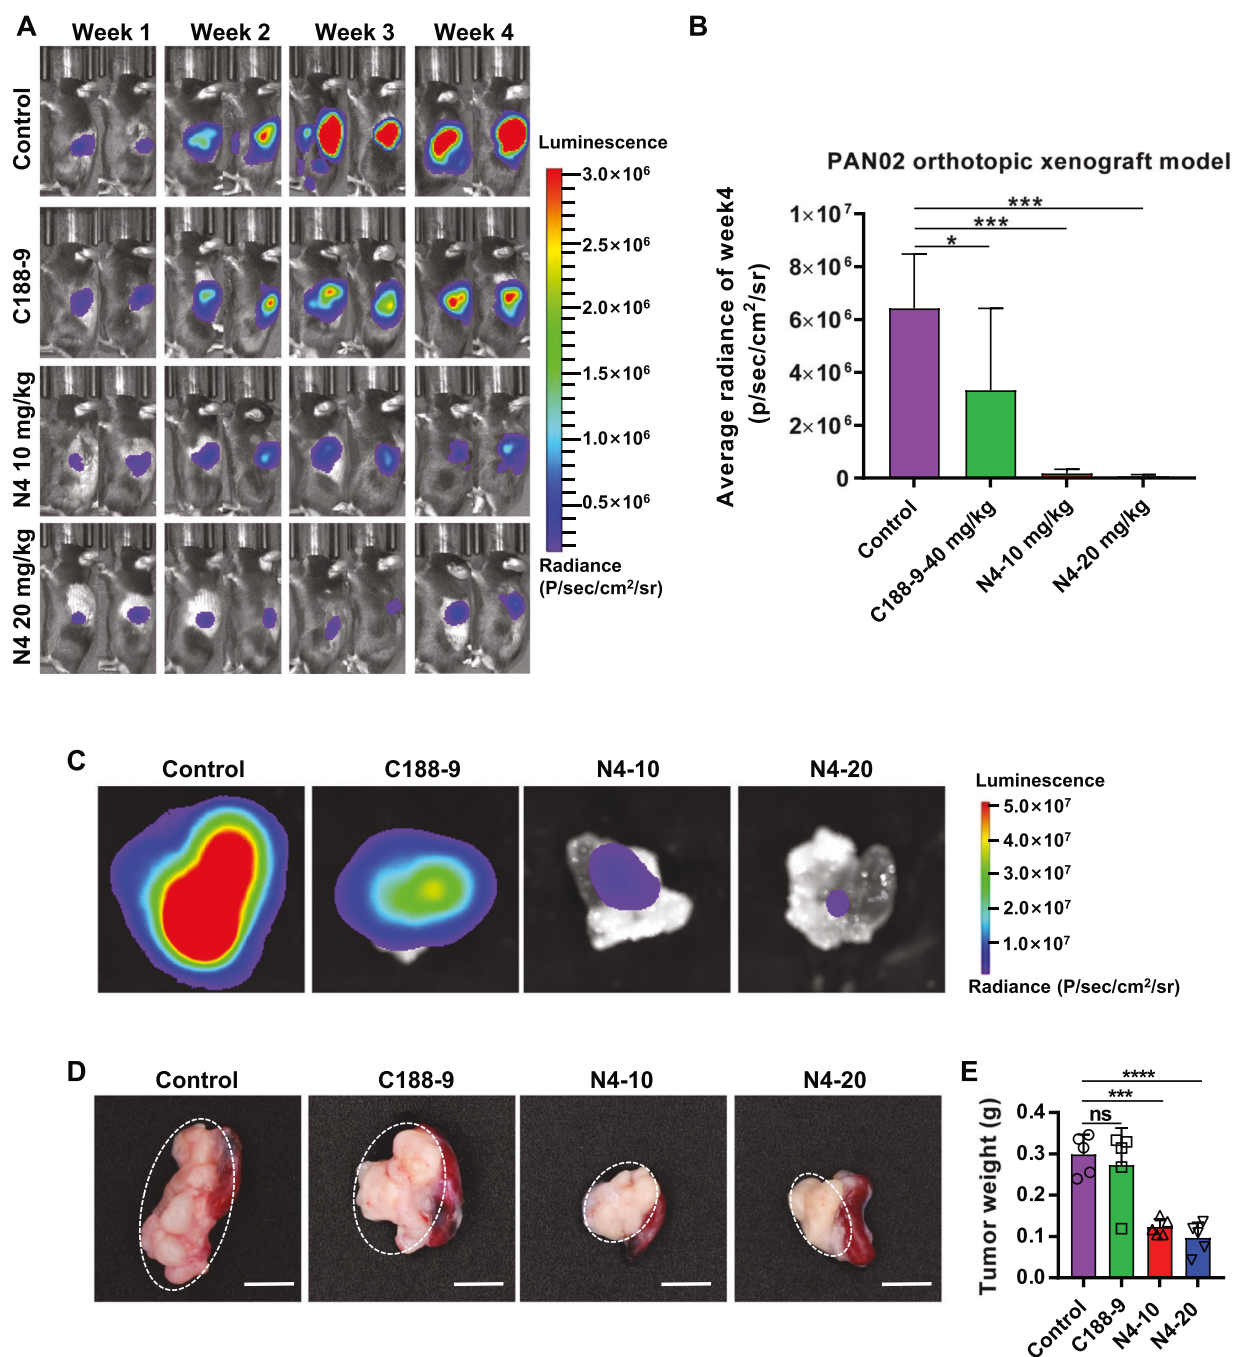 A
Week 1 Week 2 Week 3 Week 4
Control
C188-9
N4 10 mg/kg
N4 20 mg/kg
Luminescence
3.0×10⁶
2.5×10⁶
2.0×10⁶
1.5×10⁶
1.0×10⁶
0.5×10⁶
Radiance
(P/sec/cm²/sr)
B
PAN02 orthotopic xenograft model
Average radiance of week4
(p/sec/cm²/sr)
1×10⁷
8×10⁶
6×10⁶
4×10⁶
2×10⁶
0
***
***
*
Control
C188-9-40 mg/kg
N4-10 mg/kg
N4-20 mg/kg
C
Control C188-9 N4-10 N4-20
Luminescence
5.0×10⁷
4.0×10⁷
3.0×10⁷
2.0×10⁷
1.0×10⁷
Radiance (P/sec/cm²/sr)
D
Control C188-9 N4-10 N4-20
E
Tumor weight (g)
0.4
0.3
0.2
0.1
0.0
****
***
ns
Control
C188-9
N4-10
N4-20